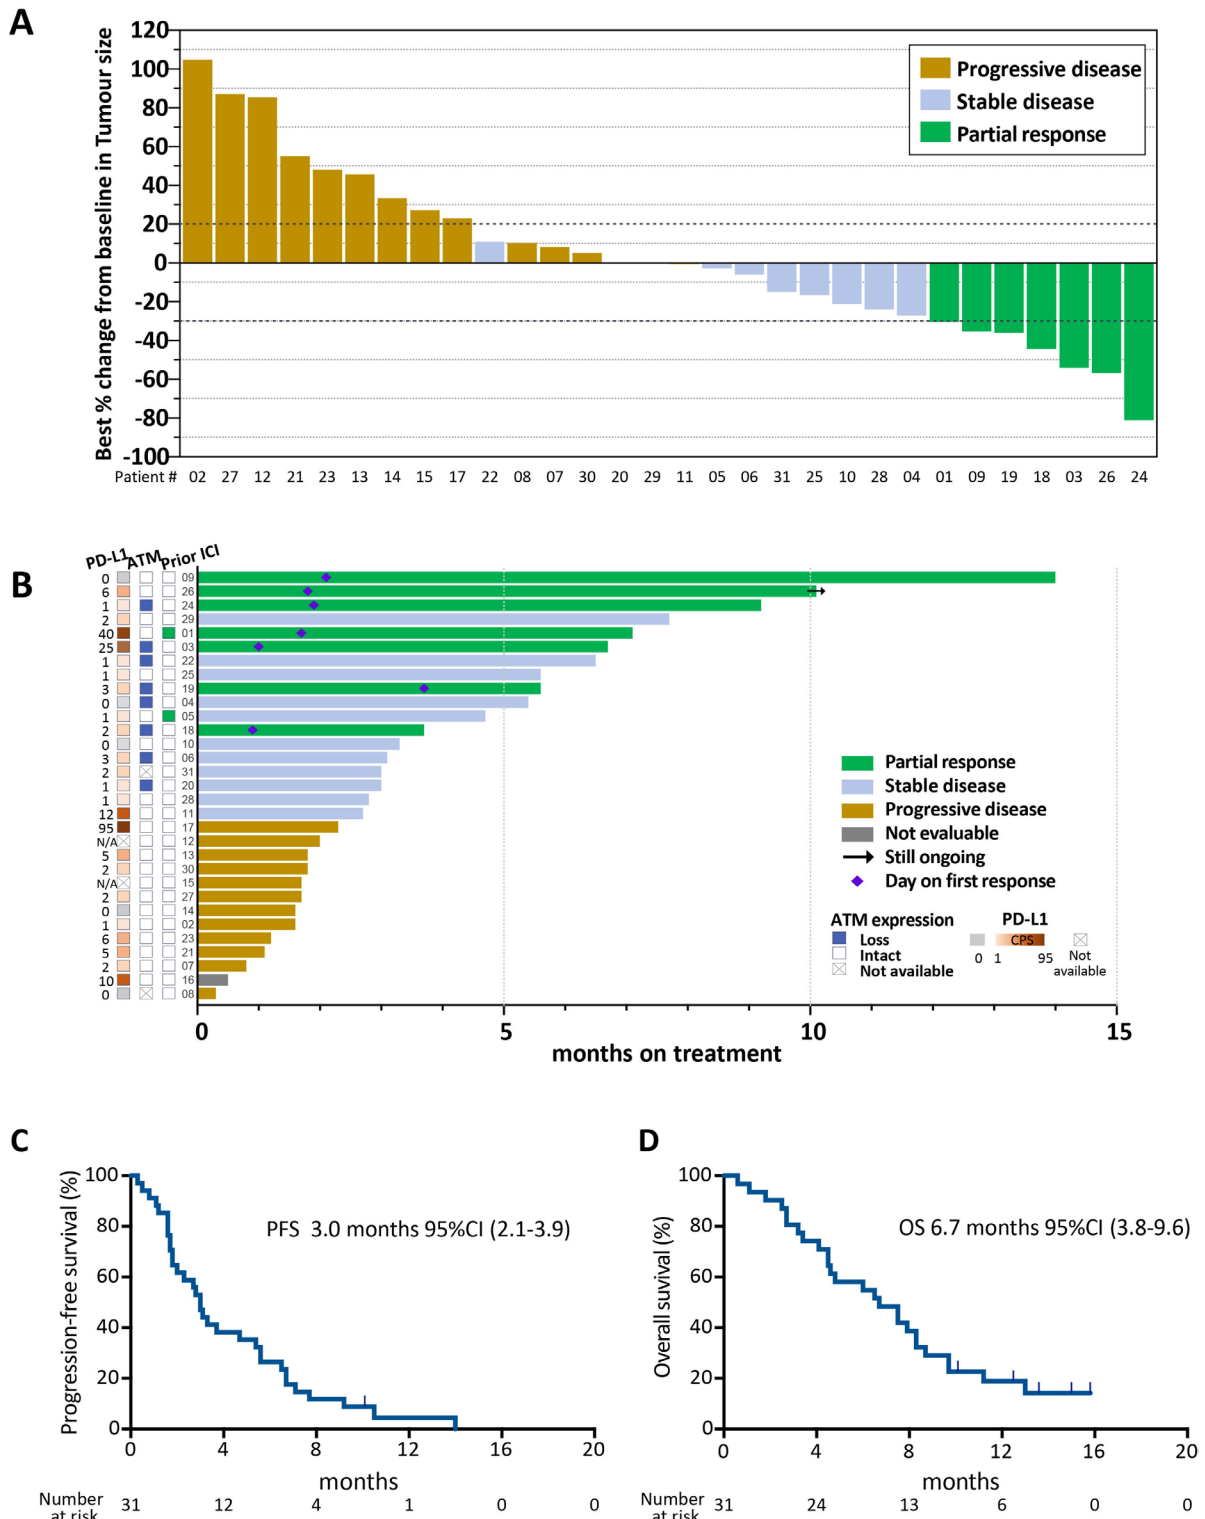 A
Best % change from baseline in Tumour size
120
100
80
60
40
20
0
-20
-40
-60
-80
-100
Progressive disease
Stable disease
Partial response
Patient # 02 27 12 21 23 13 14 15 17 22 08 07 30 20 29 11 05 06 31 25 10 28 04 01 09 19 18 03 26 24
B
PD-L1 ATM Prior ICI
0 09
6 26
1 24
2 29
40 01
25 03
1 22
1 25
3 19
0 04
1 05
2 18
0 10
3 06
2 31
1 20
1 28
12 11
95 17
N/A 12
5 13
2 30
N/A 15
2 27
0 14
1 02
6 23
5 21
2 07
10 16
0 08
Partial response
Stable disease
Progressive disease
Not evaluable
Still ongoing
Day on first response
ATM expression
Loss
Intact
Not available
PD-L1
CPS
0 1 95
Not
available
0 5 10 15
months on treatment
C
Progression-free survival (%)
100
80
60
40
20
0
PFS 3.0 months 95%CI (2.1-3.9)
0 4 8 12 16 20
months
Number
at risk
31 12 4 1 0 0
D
Overall suvival (%)
100
80
60
40
20
0
OS 6.7 months 95%CI (3.8-9.6)
0 4 8 12 16 20
months
Number
at risk
31 24 13 6 0 0